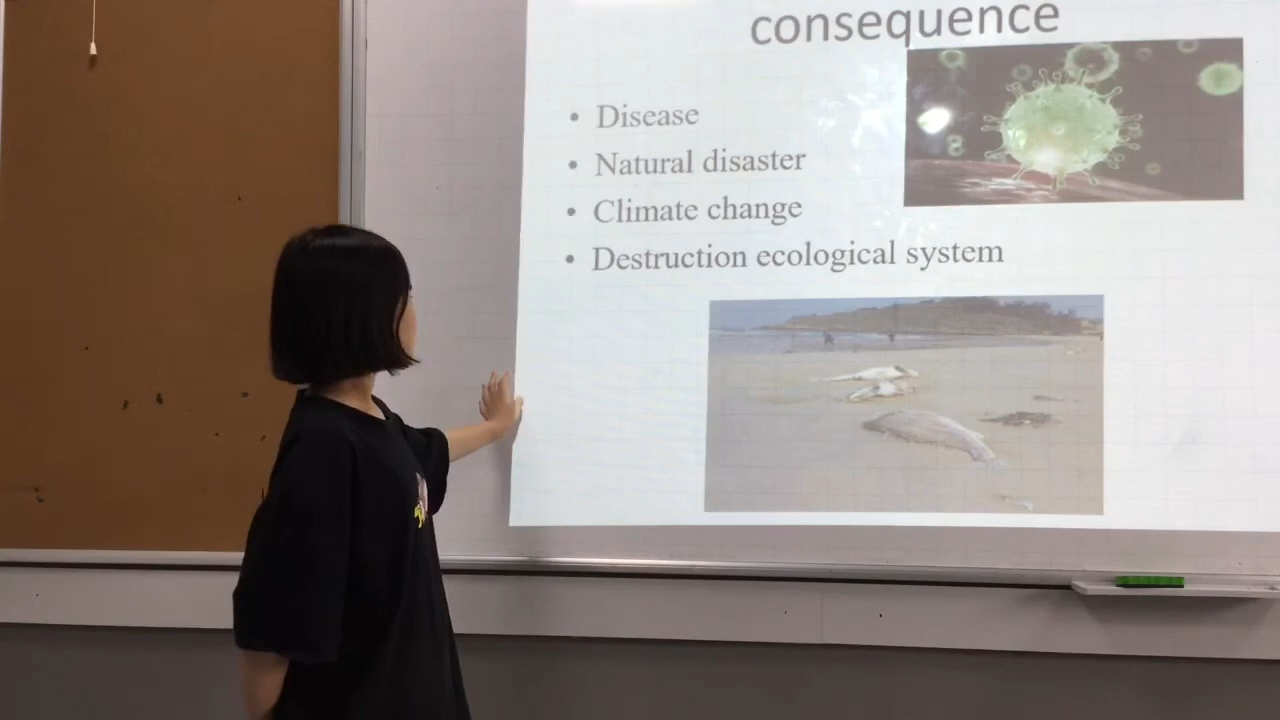 consequence
• Disease
• Natural disaster
• Climate change
• Destruction ecological system